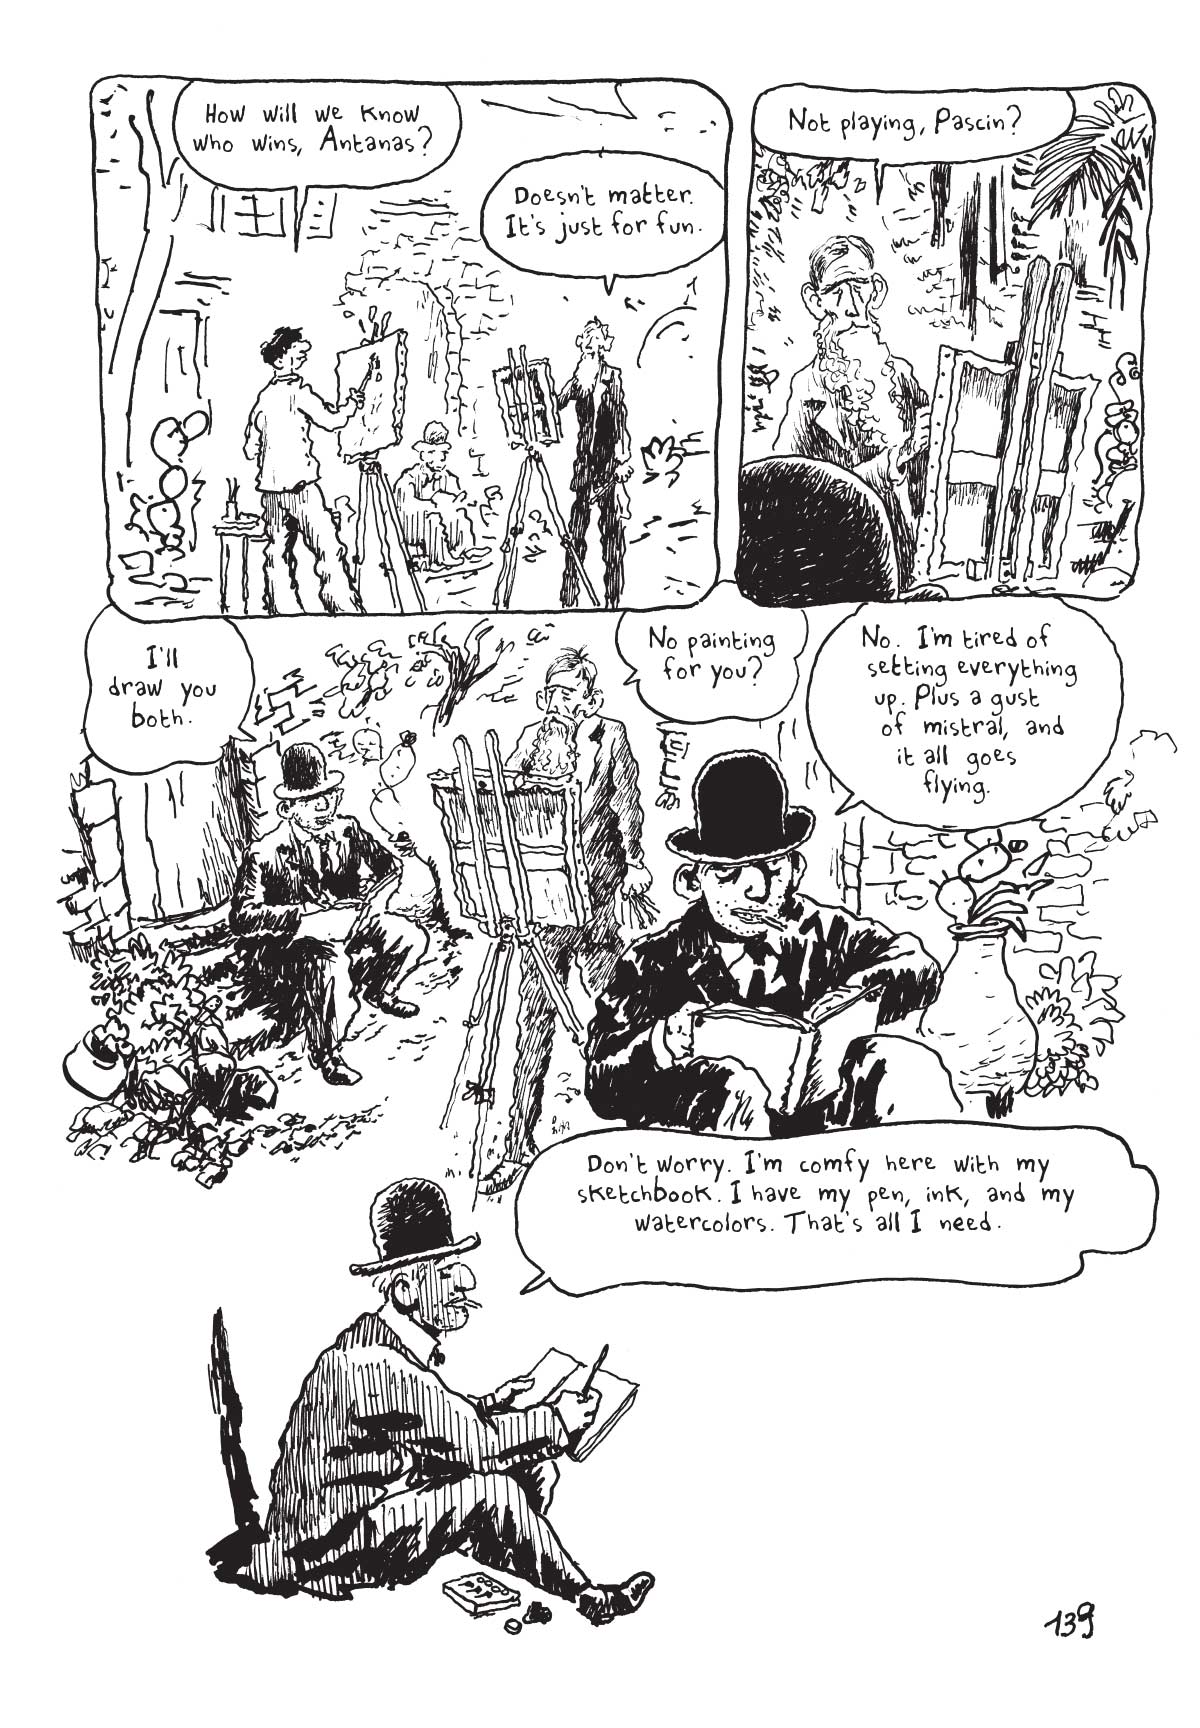 How will we know
who wins, Antanas?
Doesn't matter.
It's just for fun.
Not playing, Pascin?
I'll
draw you
both.
No painting
for you?
No. I'm tired of
setting everything
up. Plus a gust
of mistral, and
it all goes
flying.
Don't worry. I'm comfy here with my
sketchbook. I have my pen, ink, and my
watercolors. That's all I need.
139